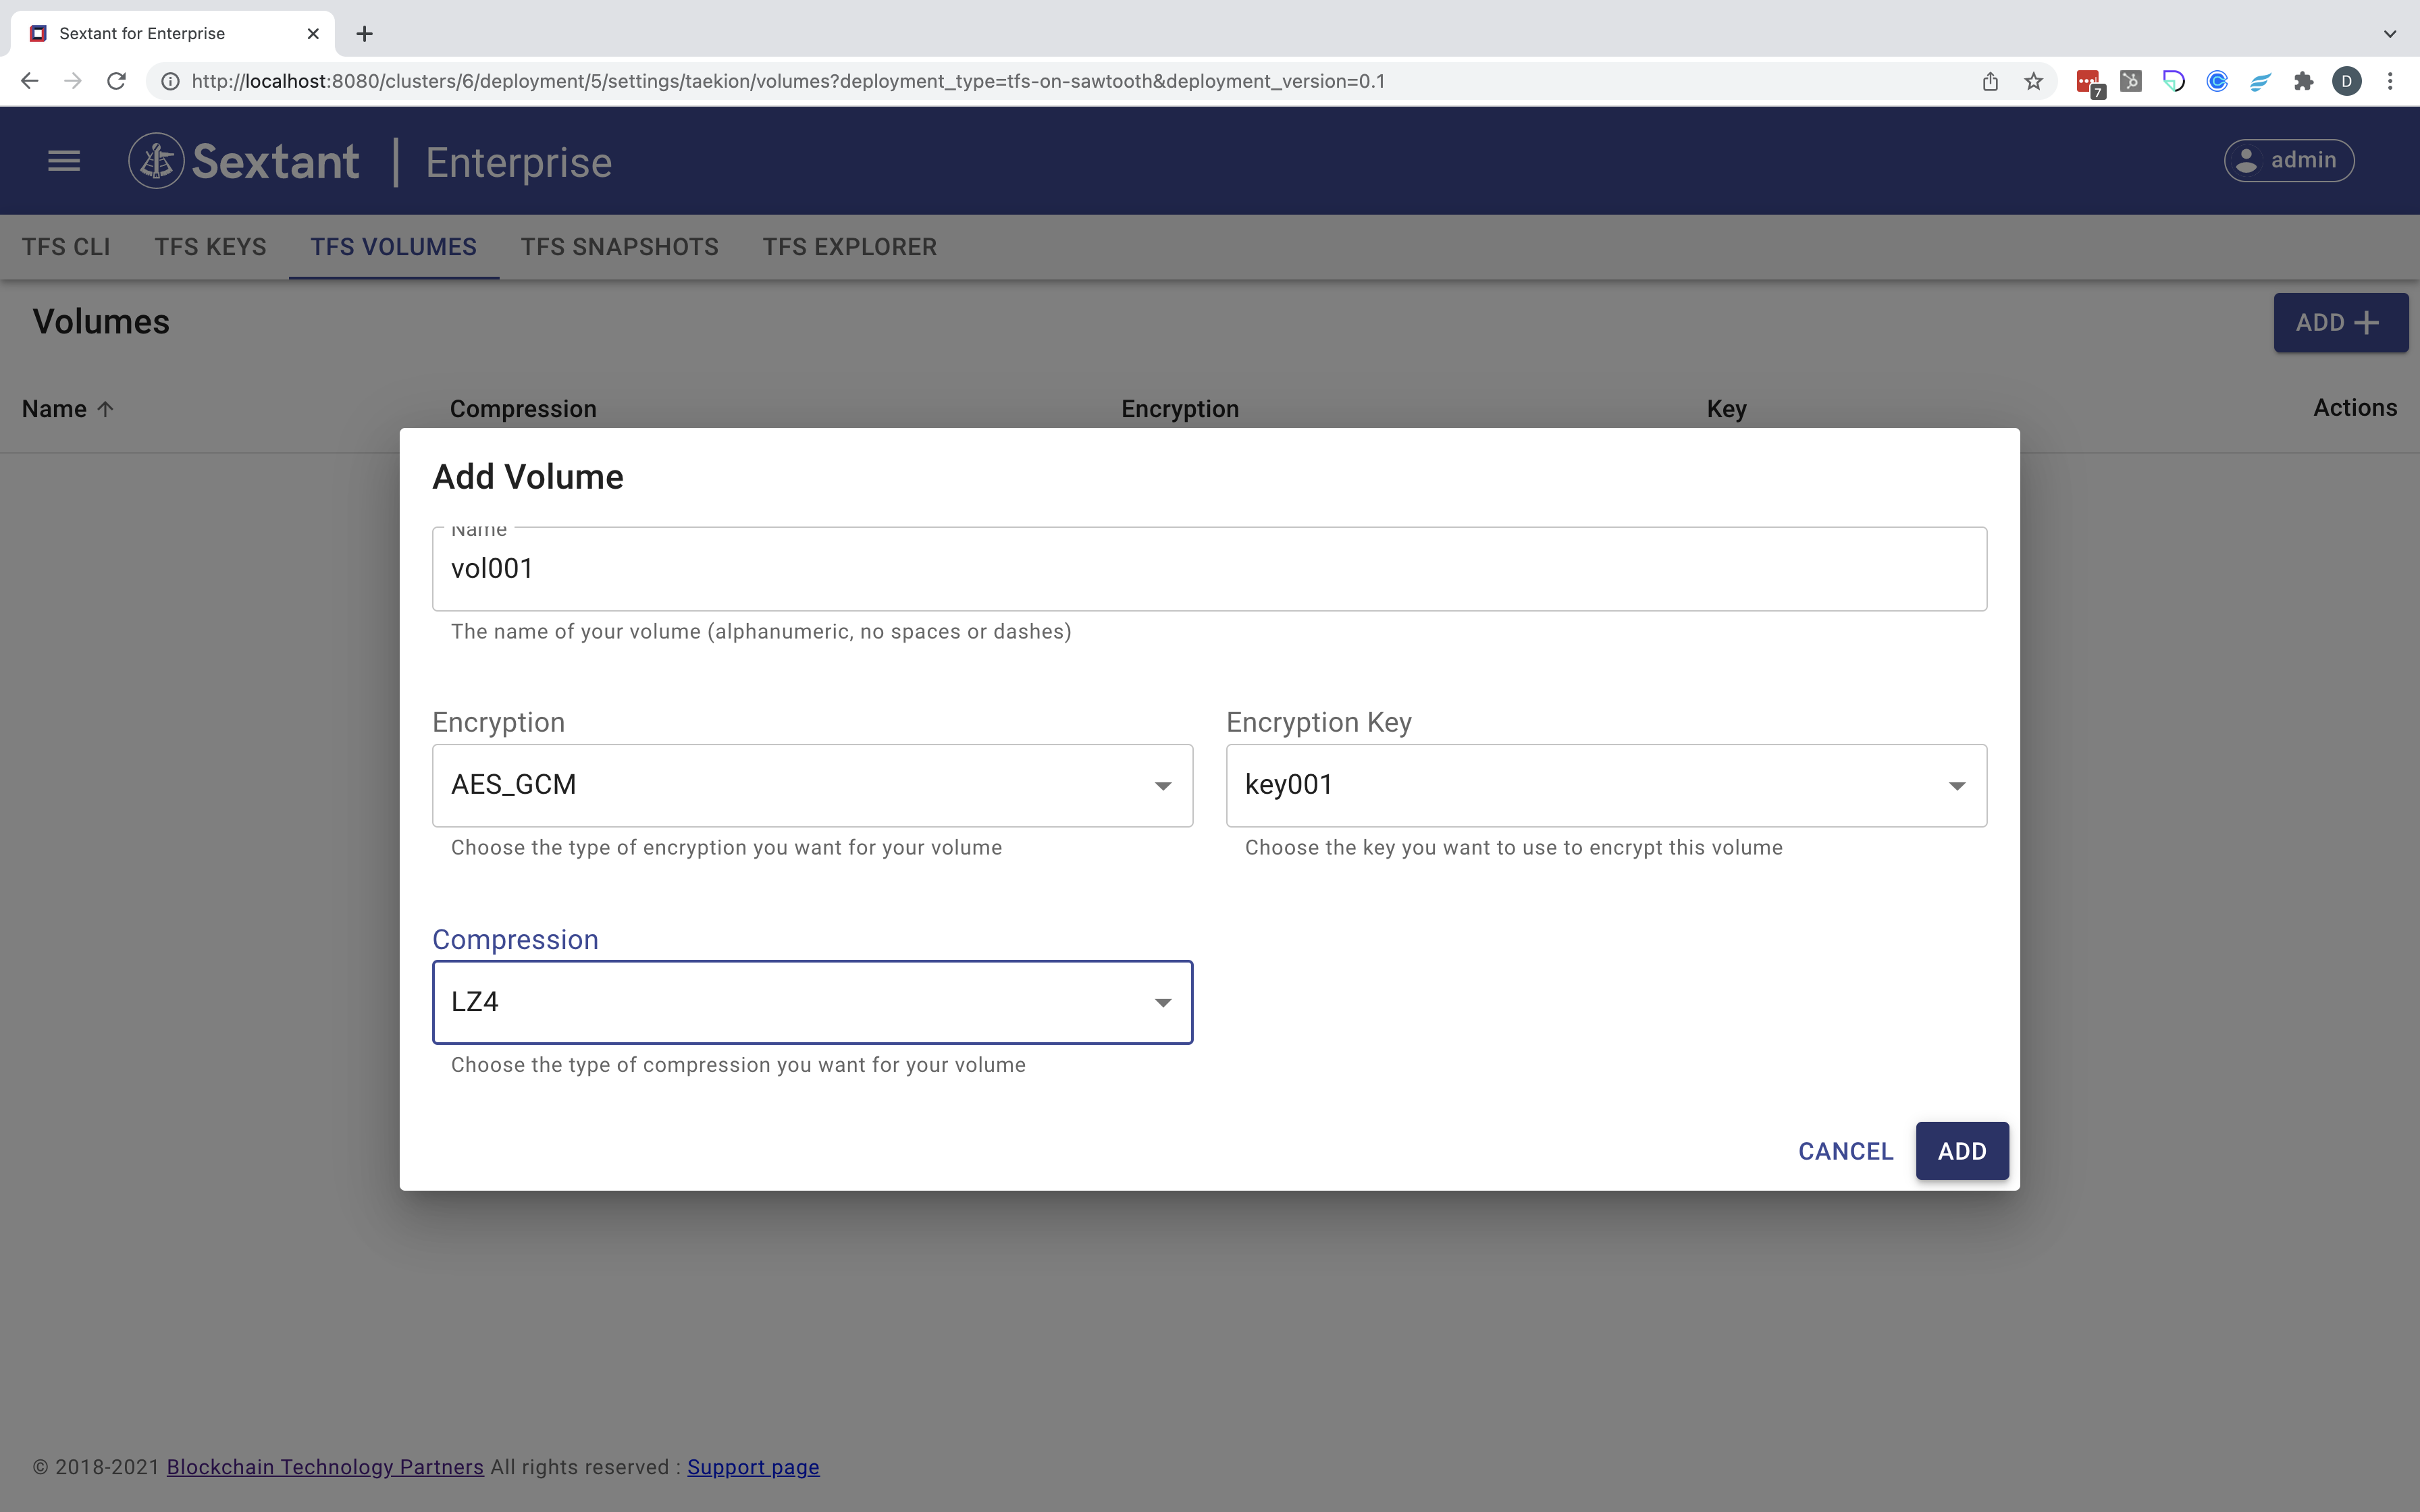 Sextant for Enterprise
http://localhost:8080/clusters/6/deployment/5/settings/taekion/volumes?deployment_type=tfs-on-sawtooth&deployment_version=0.1
7
D
Sextant | Enterprise
admin
TFS CLI TFS KEYS TFS VOLUMES TFS SNAPSHOTS TFS EXPLORER
Volumes
ADD
Name Compression Encryption Key Actions
Add Volume
Name
vol001
The name of your volume (alphanumeric, no spaces or dashes)
Encryption Encryption Key
AES_GCM key001
Choose the type of encryption you want for your volume Choose the key you want to use to encrypt this volume
Compression
LZ4
Choose the type of compression you want for your volume
CANCEL ADD
© 2018-2021 Blockchain Technology Partners All rights reserved : Support page